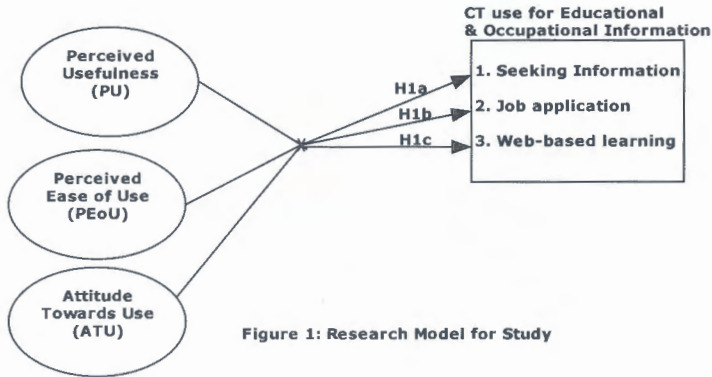 CT use for Educational
& Occupational Information
Perceived
Usefulness
(PU)
H1a
1. Seeking Information
H1b
2. Job application
H1c
3. Web-based learning
Perceived
Ease of Use
(PEoU)
Attitude
Towards Use
(ATU)
Figure 1: Research Model for Study